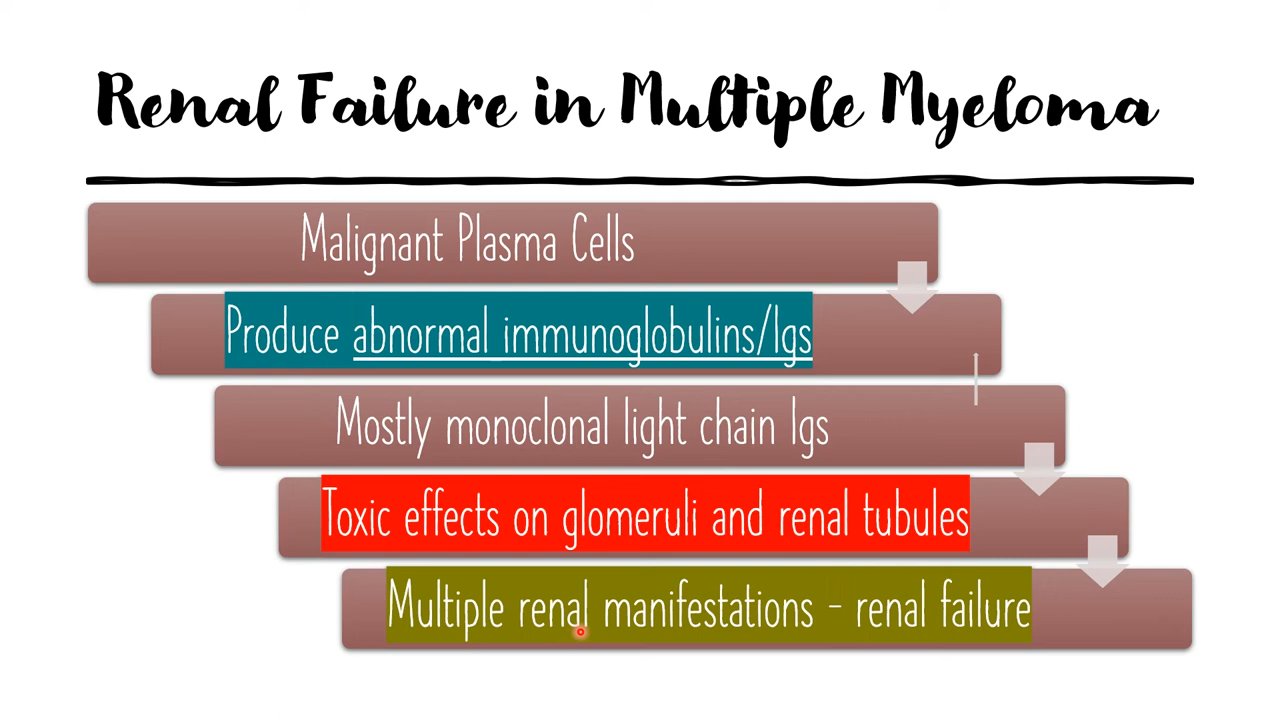 Renal Failure in Multiple Myeloma
Malignant Plasma Cells
Produce abnormal immunoglobulins/Igs
Mostly monoclonal light chain Igs
Toxic effects on glomeruli and renal tubules
Multiple renal manifestations - renal failure